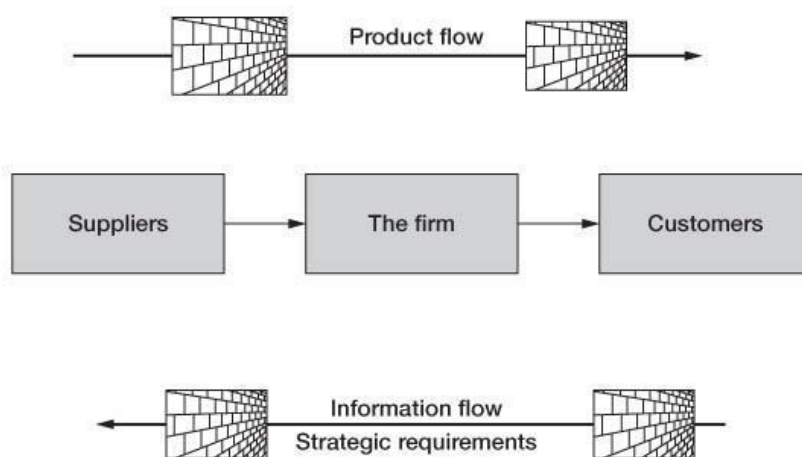 Product flow
Suppliers
The firm
Customers
Information flow
Strategic requirements